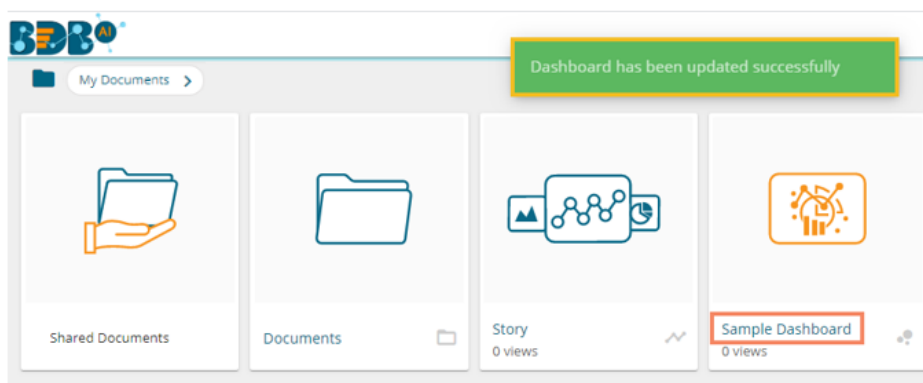 BDB AI
My Documents
Dashboard has been updated successfully
Shared Documents
Documents
Story
0 views
Sample Dashboard
0 views